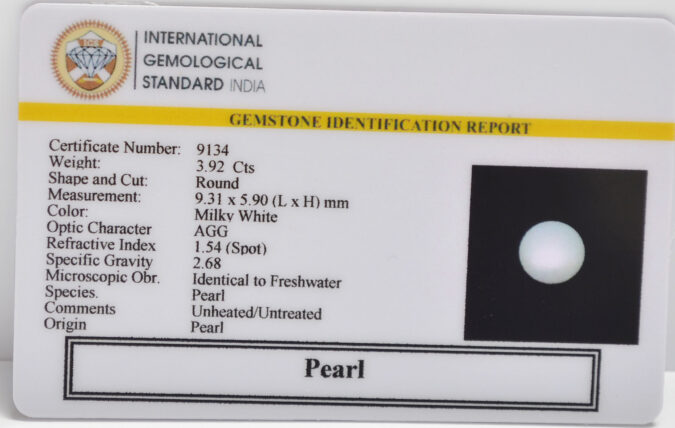 INTERNATIONAL
GEMOLOGICAL
STANDARD INDIA
GEMSTONE IDENTIFICATION REPORT
Certificate Number: 9134
Weight: 3.92 Cts
Shape and Cut: Round
Measurement: 9.31 x 5.90 (L x H) mm
Color: Milky White
Optic Character AGG
Refractive Index 1.54 (Spot)
Specific Gravity 2.68
Microscopic Obr. Identical to Freshwater
Species. Pearl
Comments Unheated/Untreated
Origin Pearl
Pearl